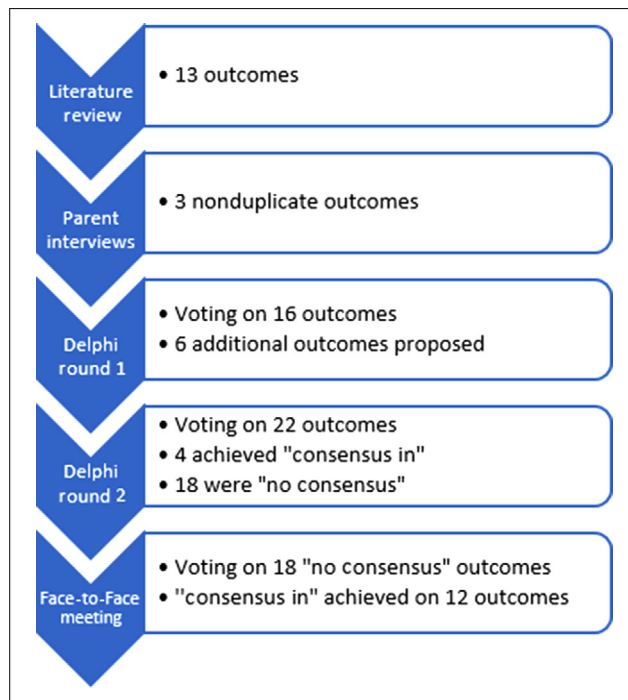 Literature
review
• 13 outcomes
Parent
interviews
• 3 nonduplicate outcomes
Delphi
round 1
• Voting on 16 outcomes
• 6 additional outcomes proposed
Delphi
round 2
• Voting on 22 outcomes
• 4 achieved "consensus in"
• 18 were "no consensus"
Face-to-Face
meeting
• Voting on 18 "no consensus" outcomes
• "consensus in" achieved on 12 outcomes